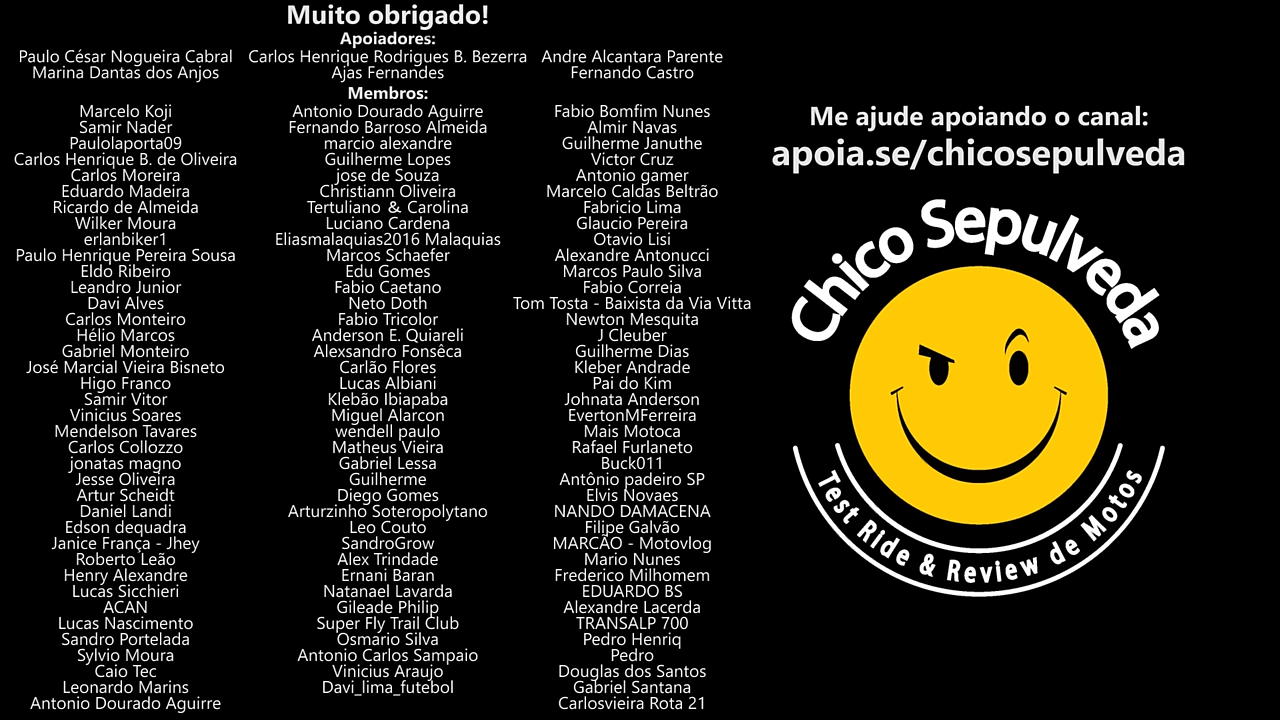 Muito obrigado!
Apoiadores:
Paulo César Nogueira Cabral
Marina Dantas dos Anjos
Carlos Henrique Rodrigues B. Bezerra
Ajas Fernandes
Andre Alcantara Parente
Fernando Castro
Membros:
Marcelo Koji
Samir Nader
Paulolaporta09
Carlos Henrique B. de Oliveira
Carlos Moreira
Eduardo Madeira
Ricardo de Almeida
Wilker Moura
erlanbiker1
Paulo Henrique Pereira Sousa
Eldo Ribeiro
Leandro Junior
Davi Alves
Carlos Monteiro
Hélio Marcos
Gabriel Monteiro
José Marcial Vieira Bisneto
Higo Franco
Samir Vitor
Vinicius Soares
Mendelson Tavares
Carlos Collozzo
jonatas magno
Jesse Oliveira
Artur Scheidt
Daniel Landi
Edson dequadra
Janice França - Jhey
Roberto Leão
Henry Alexandre
Lucas Sicchieri
ACAN
Lucas Nascimento
Sandro Portelada
Sylvio Moura
Caio Tec
Leonardo Marins
Antonio Dourado Aguirre
Antonio Dourado Aguirre
Fernando Barroso Almeida
marcio alexandre
Guilherme Lopes
jose de Souza
Christiann Oliveira
Tertuliano & Carolina
Luciano Cardena
Eliasmalaquias2016 Malaquias
Marcos Schaefer
Edu Gomes
Fabio Caetano
Neto Doth
Fabio Tricolor
Anderson E. Quiareli
Alexsandro Fonsêca
Carlão Flores
Lucas Albiani
Klebão Ibiapaba
Miguel Alarcon
wendell paulo
Matheus Vieira
Gabriel Lessa
Guilherme
Diego Gomes
Arturzinho Soteropolytano
Leo Couto
SandroGrow
Alex Trindade
Ernani Baran
Natanael Lavarda
Gileade Philip
Super Fly Trail Club
Osmario Silva
Antonio Carlos Sampaio
Vinicius Araujo
Davi_lima_futebol
Fabio Bomfim Nunes
Almir Navas
Guilherme Januthe
Victor Cruz
Antonio gamer
Marcelo Caldas Beltrão
Fabricio Lima
Glaucio Pereira
Otavio Lisi
Alexandre Antonucci
Marcos Paulo Silva
Fabio Correia
Tom Tosta - Baixista da Via Vitta
Newton Mesquita
J Cleuber
Guilherme Dias
Kleber Andrade
Pai do Kim
Johnata Anderson
EvertonMFerreira
Mais Motoca
Rafael Furlaneto
Buck011
Antônio padeiro SP
Elvis Novaes
NANDO DAMACENA
Filipe Galvão
MARCÃO - Motovlog
Mario Nunes
Frederico Milhomem
EDUARDO BS
Alexandre Lacerda
TRANSALP 700
Pedro Henriq
Pedro
Douglas dos Santos
Gabriel Santana
Carlosvieira Rota 21
Me ajude apoiando o canal:
apoia.se/chicosepulveda
Chico Sepulveda
Test Ride & Review de Motos